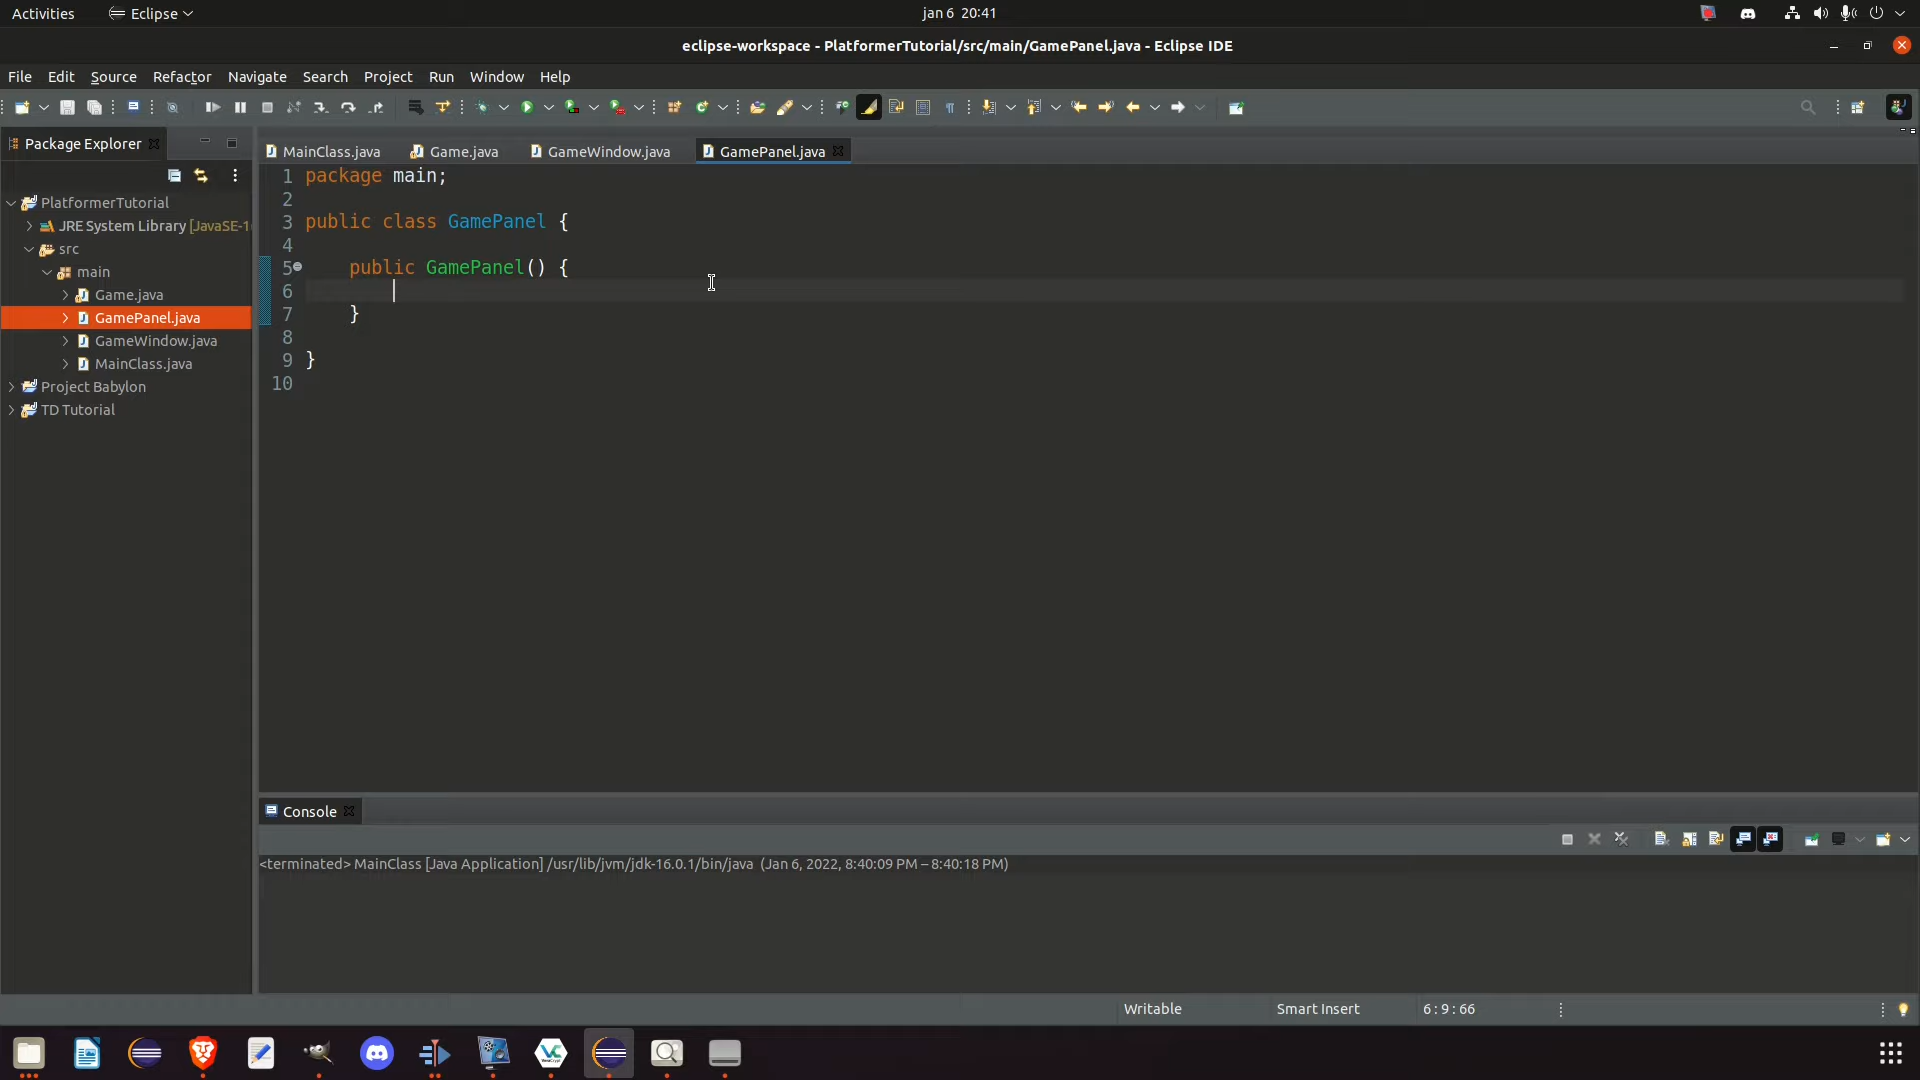 Activities Eclipse jan 6 20:41
eclipse-workspace - PlatformerTutorial/src/main/GamePanel.java - Eclipse IDE
File Edit Source Refactor Navigate Search Project Run Window Help
Package Explorer
MainClass.java Game.java GameWindow.java GamePanel.java
PlatformerTutorial
JRE System Library [JavaSE-1
src
main
Game.java
GamePanel.java
GameWindow.java
MainClass.java
Project Babylon
TD Tutorial
1 package main;
2
3 public class GamePanel {
4
5 public GamePanel() {
6
7 }
8
9 }
10
Console
<terminated> MainClass [Java Application] /usr/lib/jvm/jdk-16.0.1/bin/java (Jan 6, 2022, 8:40:09 PM – 8:40:18 PM)
Writable Smart Insert 6 : 9 : 66